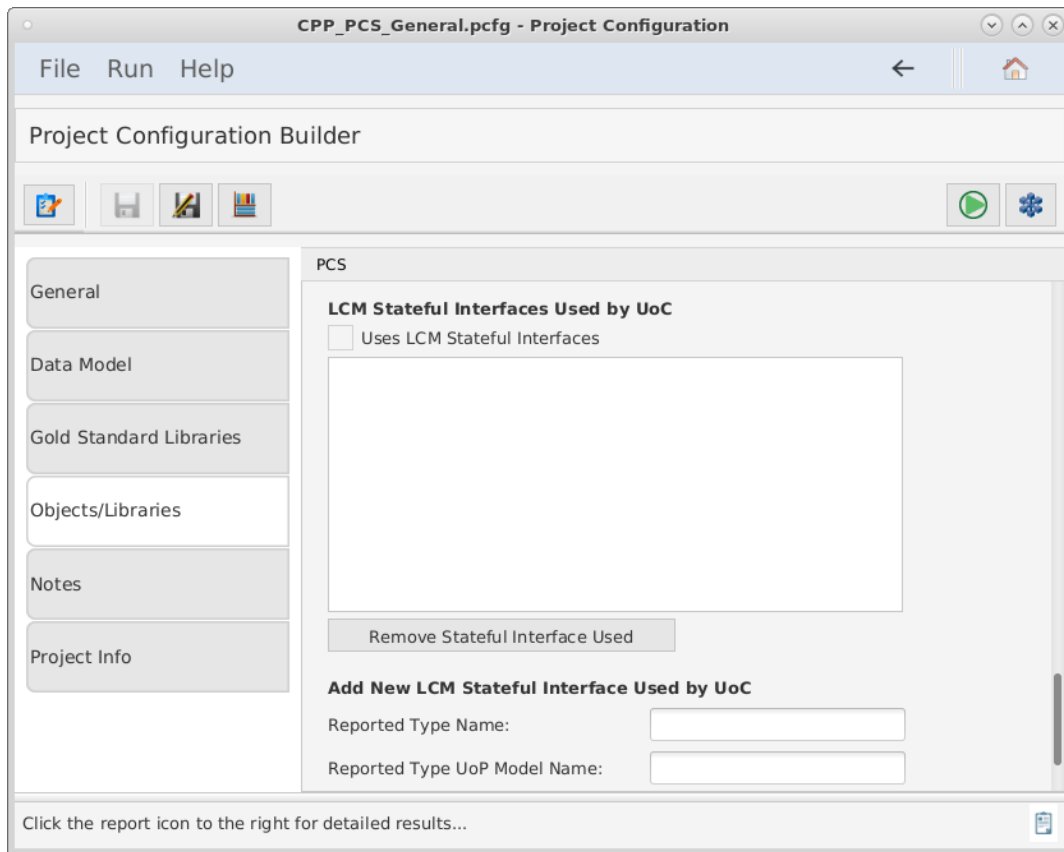 CPP_PCS_General.pcfg - Project Configuration
File Run Help
Project Configuration Builder
General
Data Model
Gold Standard Libraries
Objects/Libraries
Notes
Project Info
PCS
LCM Stateful Interfaces Used by UoC
Uses LCM Stateful Interfaces
Remove Stateful Interface Used
Add New LCM Stateful Interface Used by UoC
Reported Type Name:
Reported Type UoP Model Name:
Click the report icon to the right for detailed results...